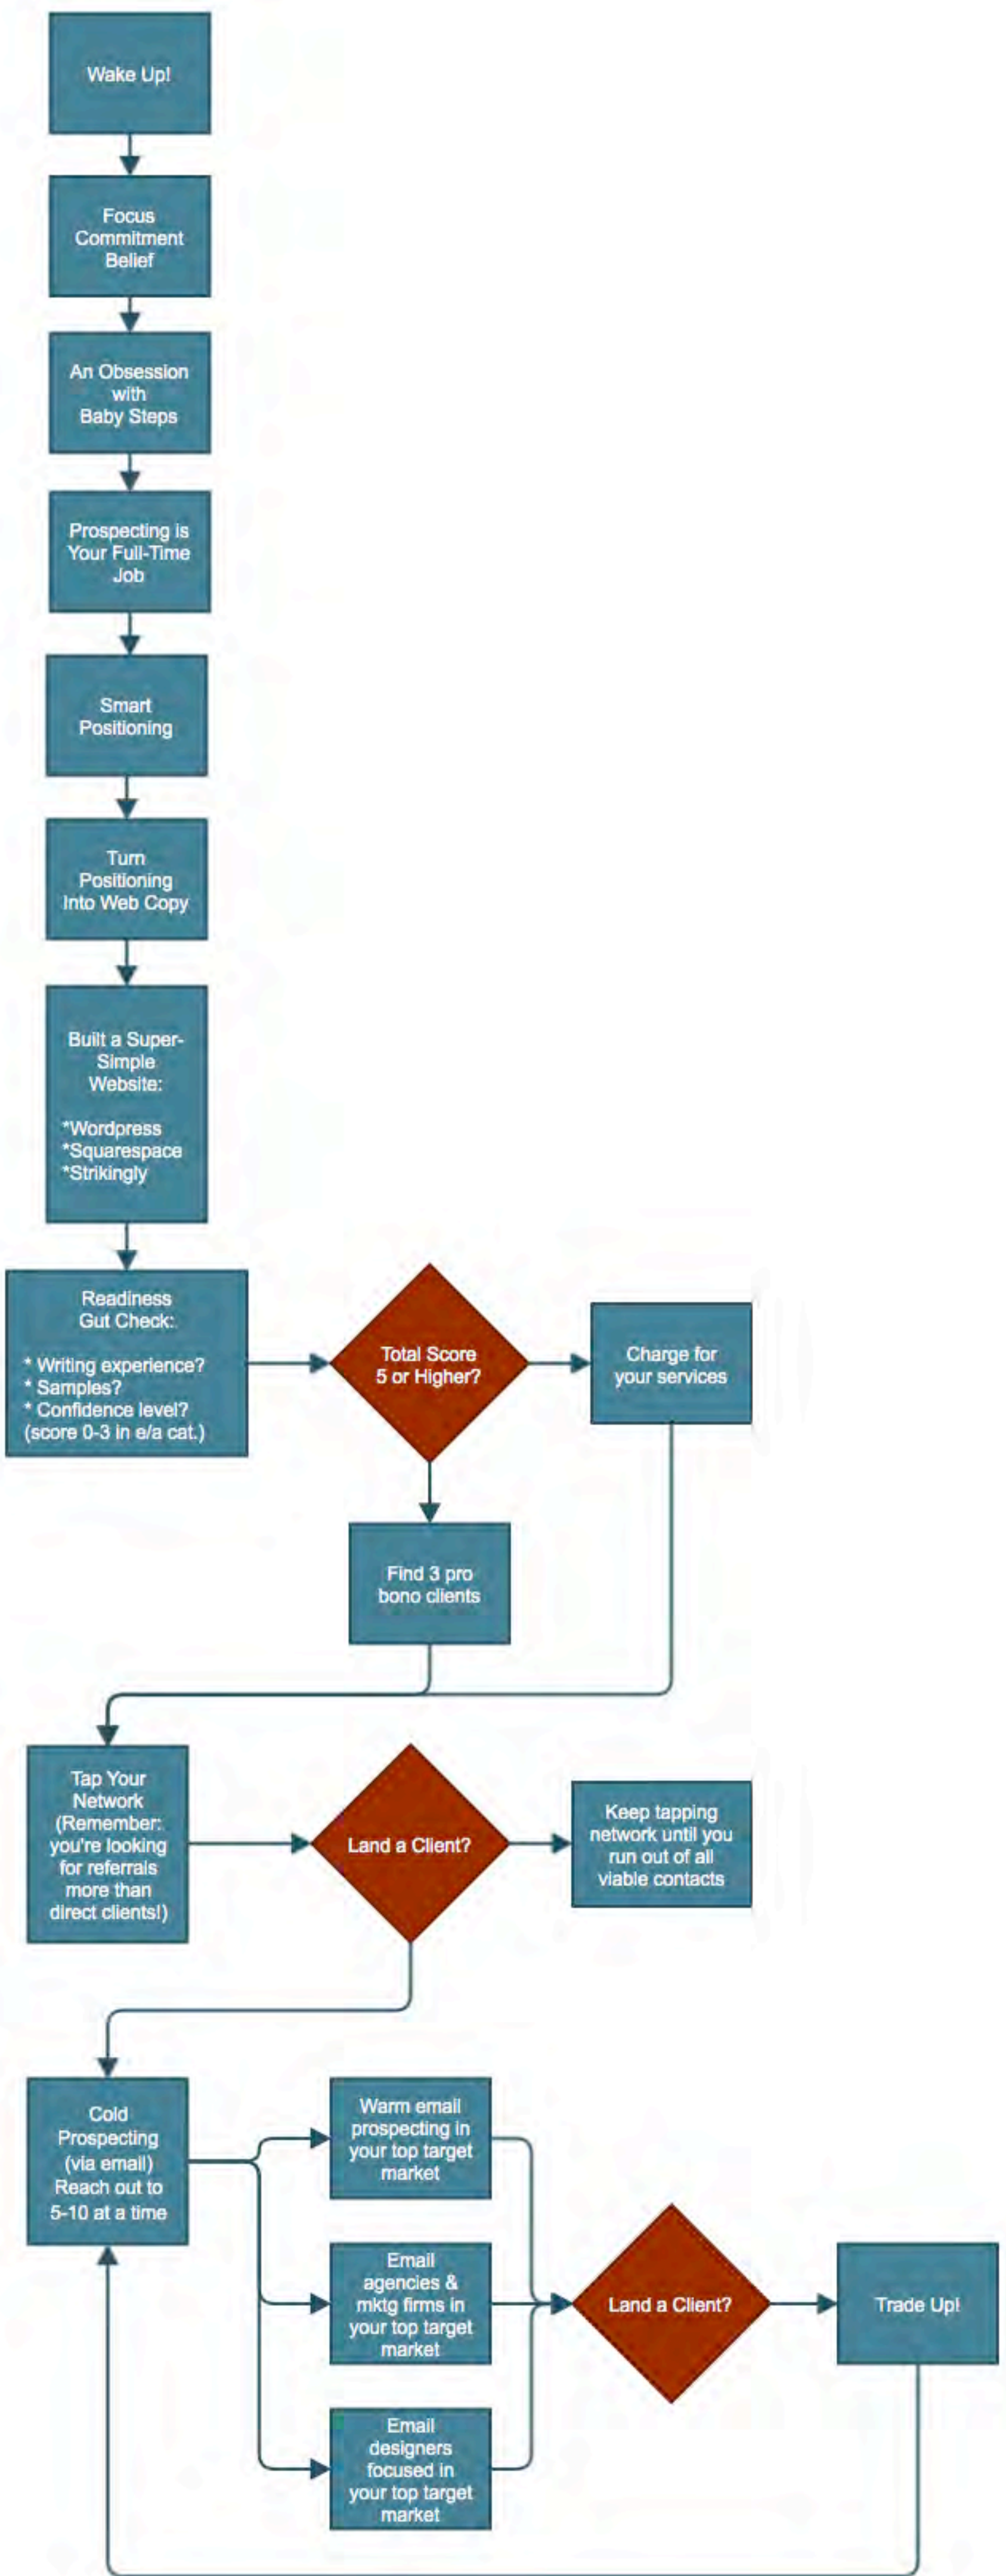 Wake Up!
Focus
Commitment
Belief
An Obsession
with
Baby Steps
Prospecting is
Your Full-Time
Job
Smart
Positioning
Turn
Positioning
Into Web Copy
Built a Super-
Simple
Website:
*Wordpress
*Squarespace
*Strikingly
Readiness
Gut Check:
* Writing experience?
* Samples?
* Confidence level?
(score 0-3 in e/a cat.)
Total Score
5 or Higher?
Charge for
your services
Find 3 pro
bono clients
Tap Your
Network
(Remember:
you're looking
for referrals
more than
direct clients!)
Land a Client?
Keep tapping
network until you
run out of all
viable contacts
Cold
Prospecting
(via email)
Reach out to
5-10 at a time
Warm email
prospecting in
your top target
market
Email
agencies &
mktg firms in
your top target
market
Email
designers
focused in
your top target
market
Land a Client?
Trade Up!